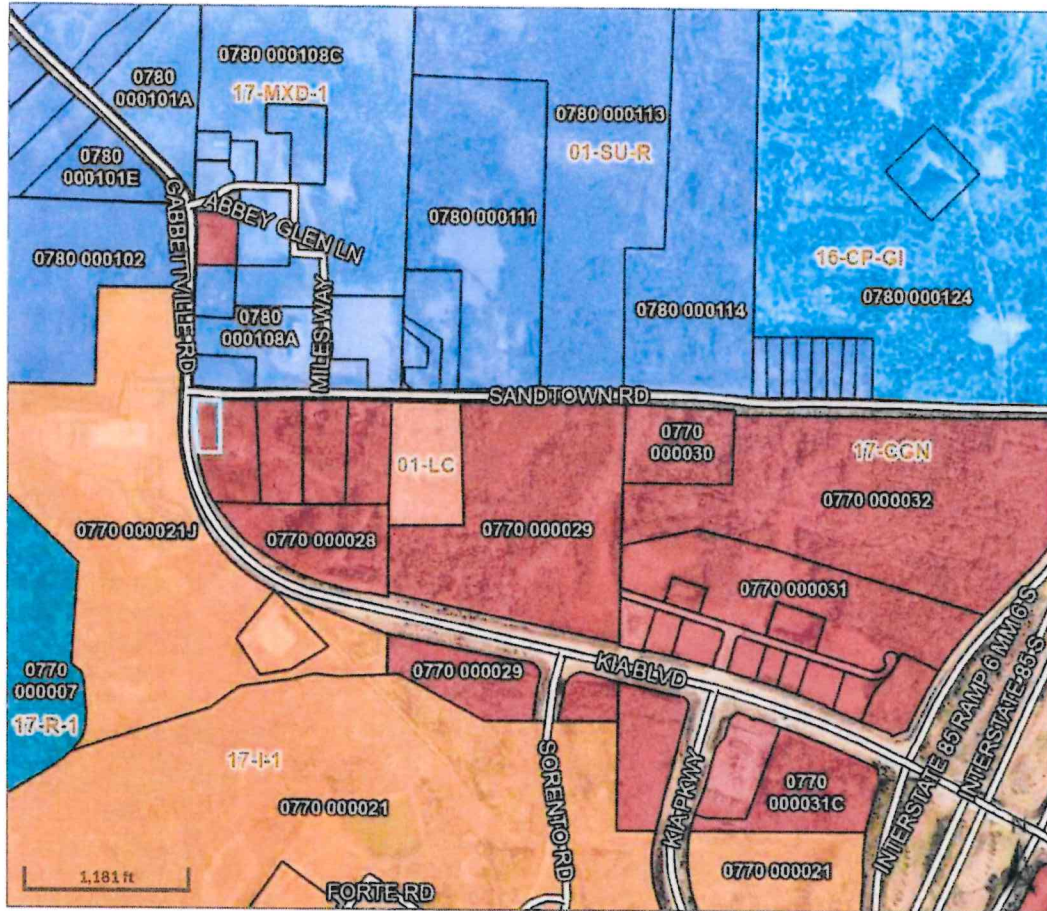 0780 000108C
0780
000101A
17-MXD-1
0780 000113
01-SU-R
0780
000101E
GABBETTVILLE RD
ABBEY GLEN LN
0780 000111
0780 000102
16-CP-GI
0780 000124
0780 000114
0780
000108A
MILES WAY
SANDTOWN RD
0770
000030
17-CCN
01-LC
0770 000032
0770 000021J
0770 000028
0770 000029
0770 000031
0770
000007
17-R-1
0770 000029
KIA BLVD
INTERSTATE 85/RAMP 6 MM 6 S
INTERSTATE 85 S
17-I-1
SORENTO RD
KIA PKWY
0770
000031C
0770 000021
0770 000021
1,181 ft
FORTE RD